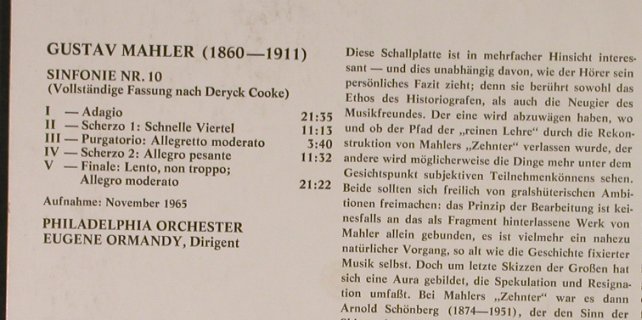 GUSTAV MAHLER (1860—1911)
SINFONIE NR. 10
(Vollständige Fassung nach Deryck Cooke)
I — Adagio 21:35
II — Scherzo 1: Schnelle Viertel 11:13
III — Purgatorio: Allegretto moderato 3:40
IV — Scherzo 2: Allegro pesante 11:32
V — Finale: Lento, non troppo;
Allegro moderato 21:22
Aufnahme: November 1965
PHILADELPHIA ORCHESTER
EUGENE ORMANDY, Dirigent
Diese Schallplatte ist in mehrfacher Hinsicht interes-
sant — und dies unabhängig davon, wie der Hörer sein
persönliches Fazit zieht; denn sie berührt sowohl das
Ethos des Historiografen, als auch die Neugier des
Musikfreundes. Der eine wird abzuwägen haben, wo
und ob der Pfad der „reinen Lehre“ durch die Rekon-
struktion von Mahlers „Zehnter“ verlassen wurde, der
andere wird möglicherweise die Dinge mehr unter dem
Gesichtspunkt subjektiven Teilnehmenkönnens sehen.
Beide sollten sich freilich von gralshüterischen Ambi-
tionen freimachen: das Prinzip der Bearbeitung ist kei-
nesfalls an das als Fragment hinterlassene Werk von
Mahler allein gebunden, es ist vielmehr ein nahezu
natürlicher Vorgang, so alt wie die Geschichte fixierter
Musik selbst. Doch um letzte Skizzen der Großen hat
sich eine Aura gebildet, die Spekulation und Resigna-
tion umfaßt. Bei Mahlers „Zehnter“ war es dann
Arnold Schönberg (1874—1951), der den Sinn der